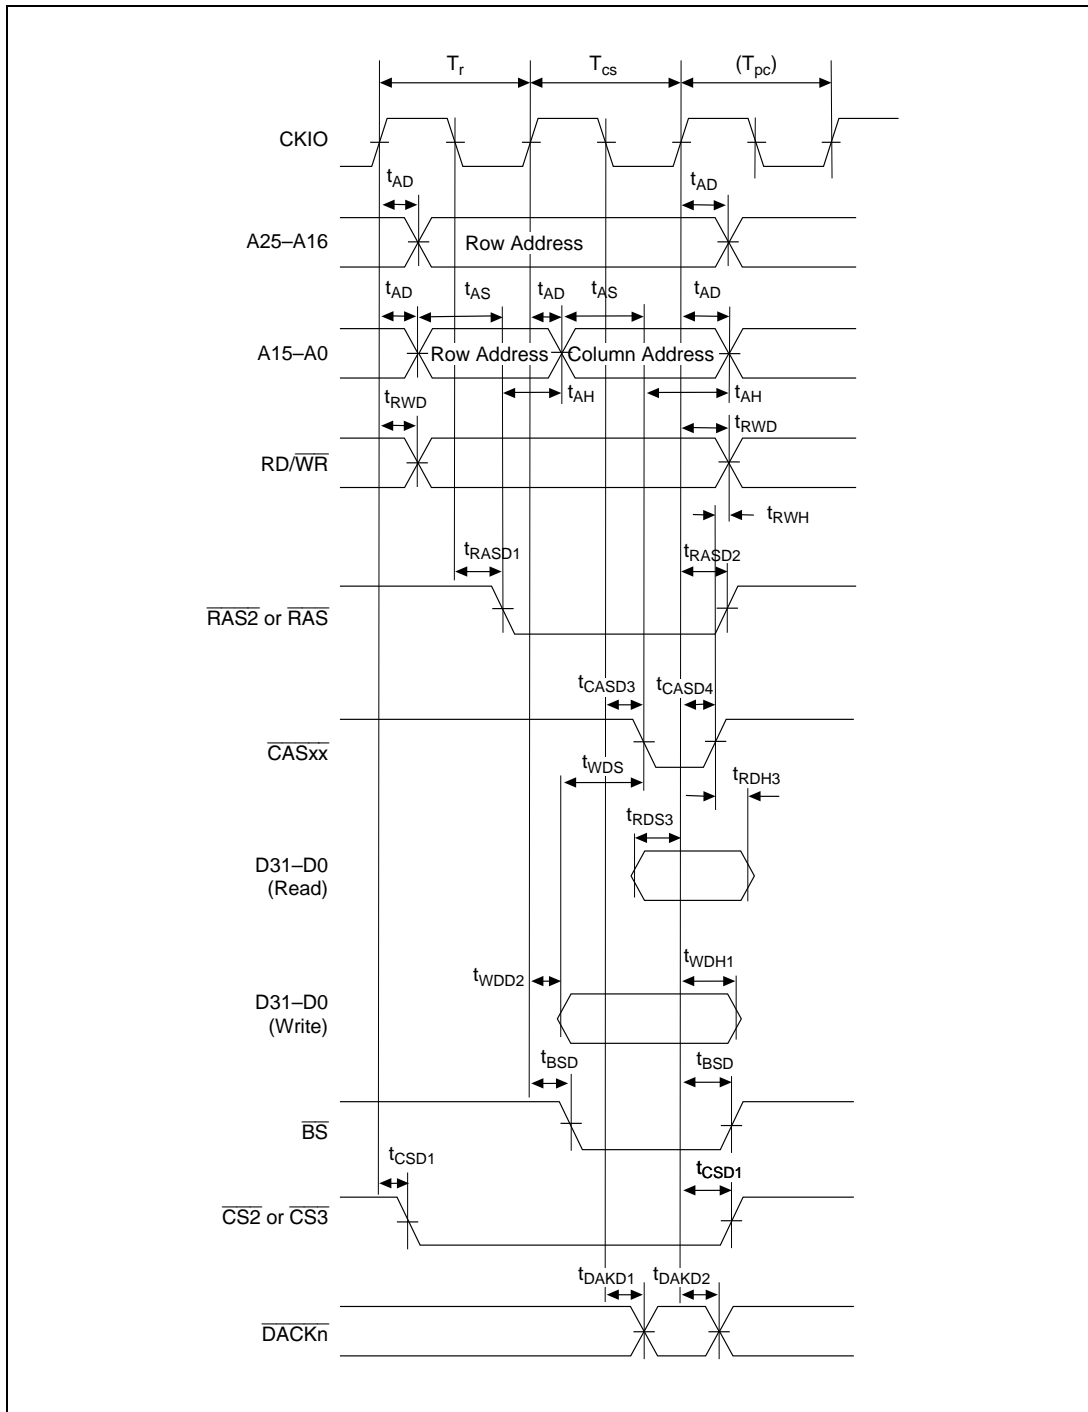 Tr Tcs (Tpc)
CKIO
tAD tAD
A25–A16 Row Address
tAD tAS tAD tAS tAD
A15–A0 Row Address Column Address
tAH tAH
tRWD tRWD
RD/WR
tRWH
tRASD1 tRASD2
RAS2 or RAS
tCASD3 tCASD4
CASxx
tWDS tRDH3
tRDS3
D31–D0
(Read)
tWDD2 tWDH1
D31–D0
(Write)
tBSD tBSD
BS
tCSD1 tCSD1
CS2 or CS3
tDAKD1 tDAKD2
DACKn